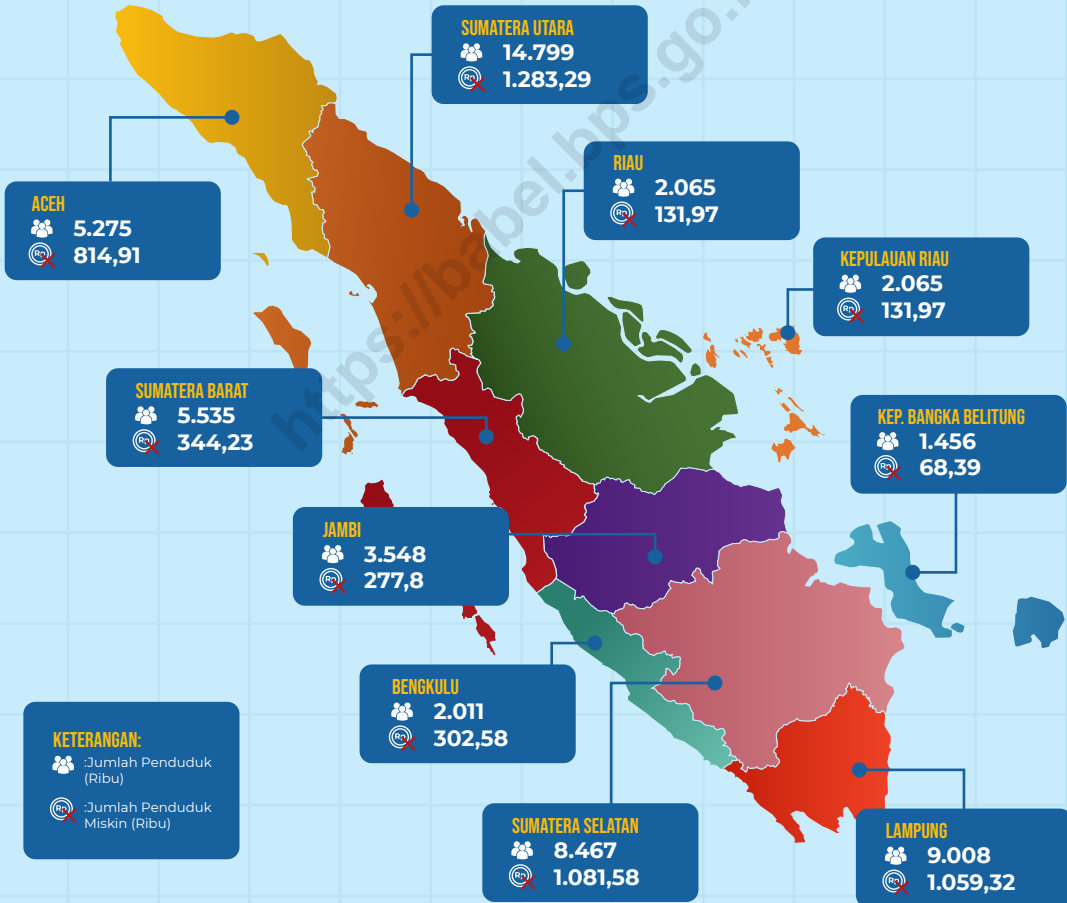 SUMATERA UTARA
14.799
1.283,29
RIAU
2.065
131,97
ACEH
5.275
814,91
KEPULAUAN RIAU
2.065
131,97
SUMATERA BARAT
5.535
344,23
KEP. BANGKA BELITUNG
1.456
68,39
JAMBI
3.548
277,8
BENGKULU
2.011
302,58
KETERANGAN:
:Jumlah Penduduk
(Ribu)
:Jumlah Penduduk
Miskin (Ribu)
SUMATERA SELATAN
8.467
1.081,58
LAMPUNG
9.008
1.059,32
https://babel.bps.go.